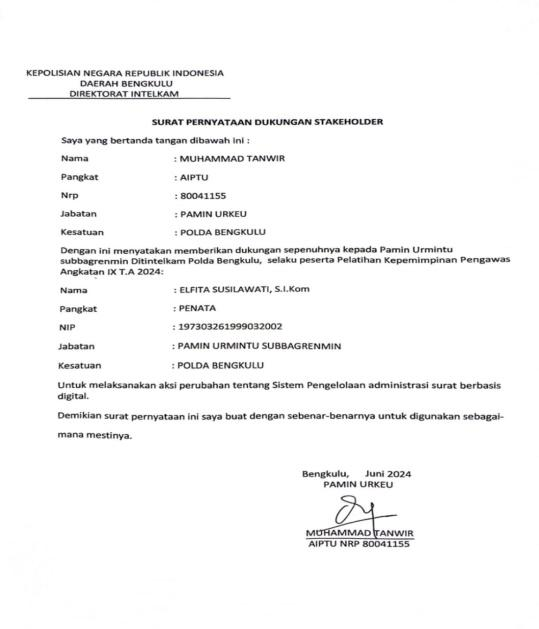 KEPOLISIAN NEGARA REPUBLIK INDONESIA
DAERAH BENGKULU
DIREKTORAT INTELKAM
SURAT PERNYATAAN DUKUNGAN STAKEHOLDER
Saya yang bertanda tangan dibawah ini :
Nama : MUHAMMAD TANWIR
Pangkat : AIPTU
Nrp : 80041155
Jabatan : PAMIN URKEU
Kesatuan : POLDA BENGKULU
Dengan ini menyatakan memberikan dukungan sepenuhnya kepada Pamin Urmintu
subbagrenmin Ditintelkam Polda Bengkulu, selaku peserta Pelatihan Kepemimpinan Pengawas
Angkatan IX T.A 2024:
Nama : ELFITA SUSILAWATI, S.I.Kom
Pangkat : PENATA
NIP : 197303261999032002
Jabatan : PAMIN URMINTU SUBBAGRENMIN
Kesatuan : POLDA BENGKULU
Untuk melaksanakan aksi perubahan tentang Sistem Pengelolaan administrasi surat berbasis
digital.
Demikian surat pernyataan ini saya buat dengan sebenar-benarnya untuk digunakan sebagai-
mana mestinya.
Bengkulu, Juni 2024
PAMIN URKEU
MUHAMMAD TANWIR
AIPTU NRP 80041155